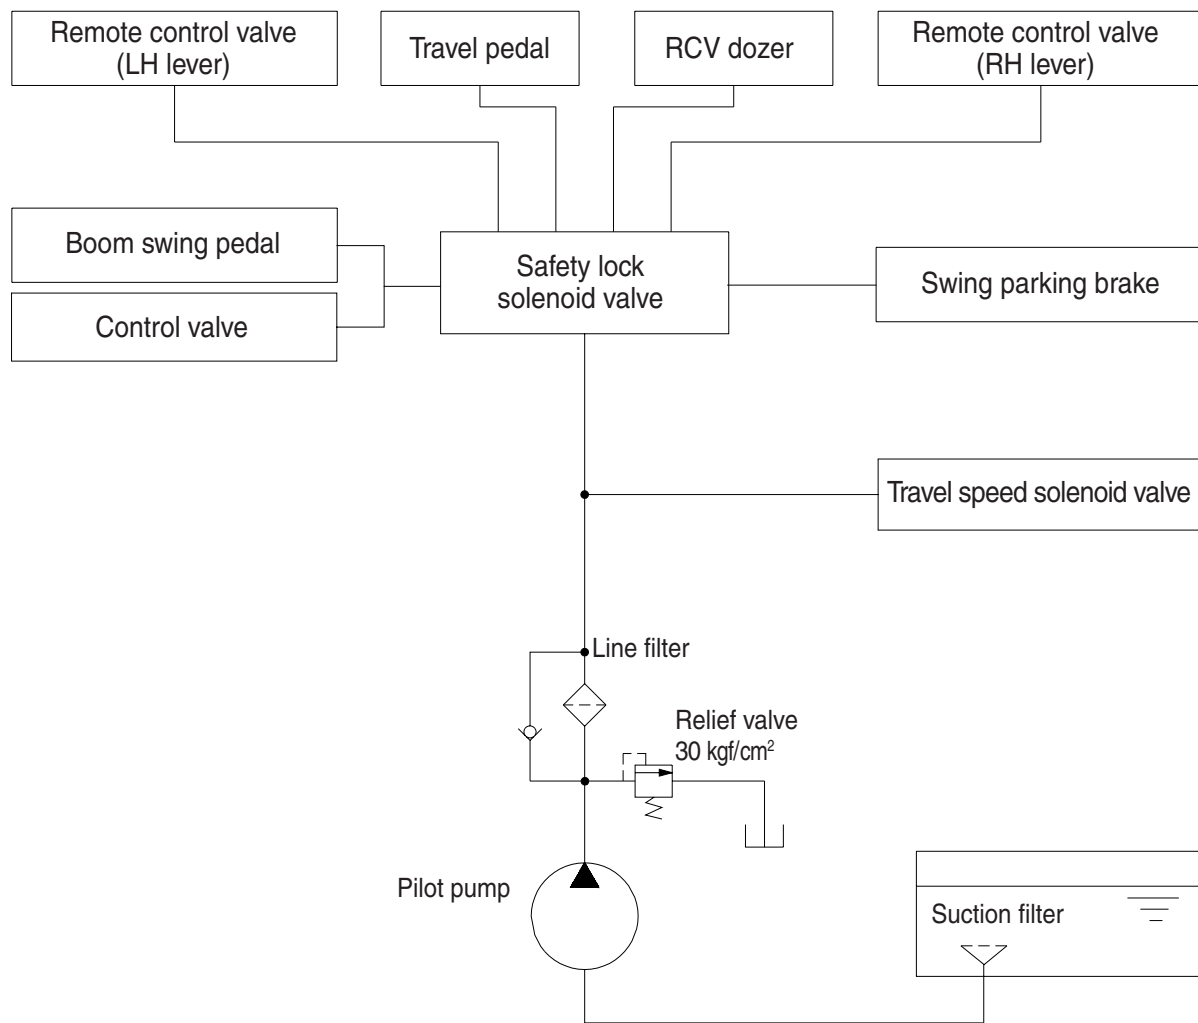 Remote control valve
(LH lever)
Travel pedal
RCV dozer
Remote control valve
(RH lever)
Boom swing pedal
Control valve
Safety lock
solenoid valve
Swing parking brake
Travel speed solenoid valve
Line filter
Relief valve
30 kgf/cm²
Pilot pump
Suction filter